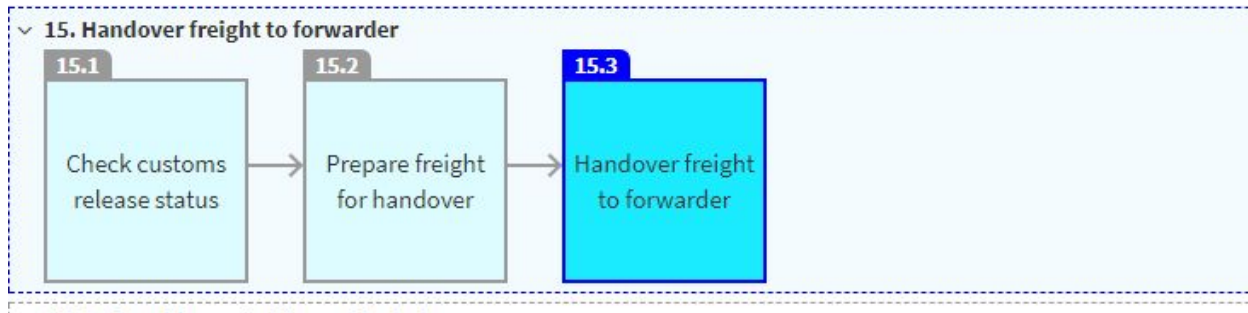 15. Handover freight to forwarder
15.1
15.2
15.3
Check customs
release status
Prepare freight
for handover
Handover freight
to forwarder